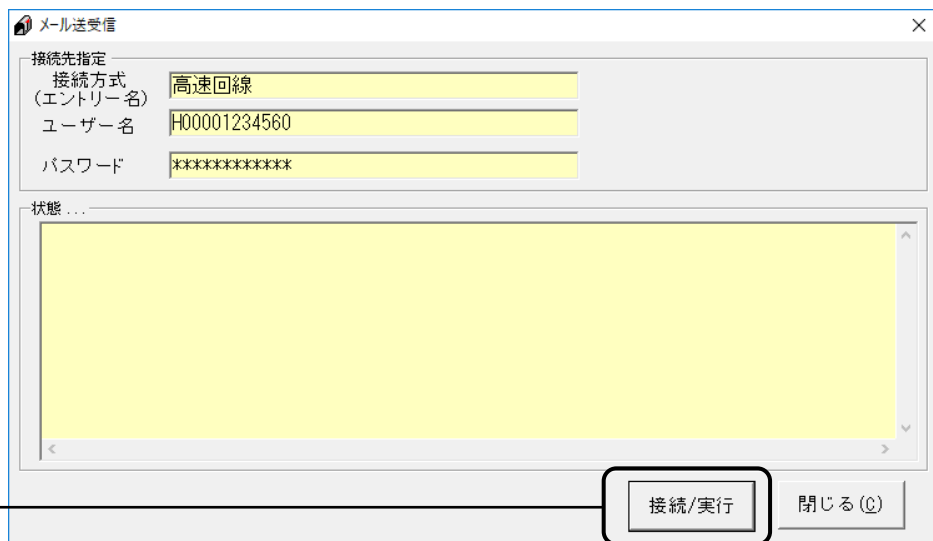 メール送受信
接続先指定
接続方式
(エントリー名)
高速回線
ユーザー名
H00001234560
パスワード
************
状態 ...
接続/実行
閉じる(C)